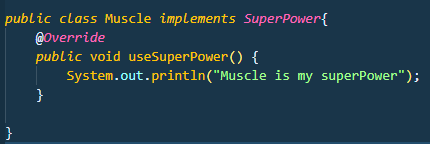 public class Muscle implements SuperPower{
@Override
public void useSuperPower() {
System.out.println("Muscle is my superPower");
}
}